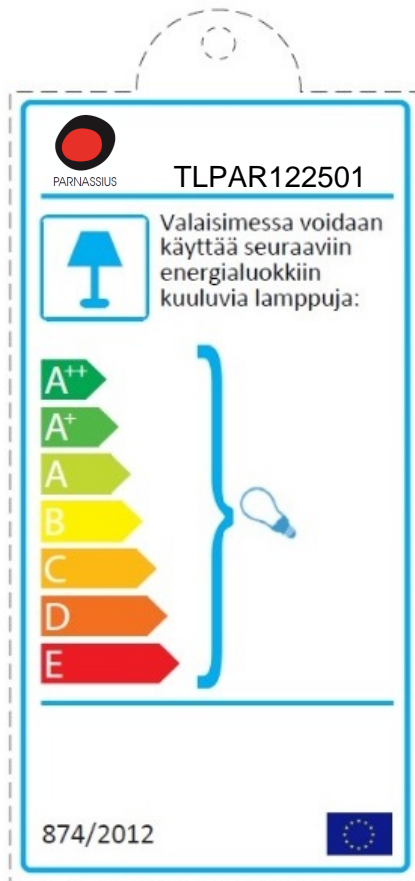 PARNASSIUS
TLPAR122501
Valaisimessa voidaan
käyttää seuraaviin
energialuokkiin
kuuluvia lamppuja:
A++
A+
A
B
C
D
E
874/2012